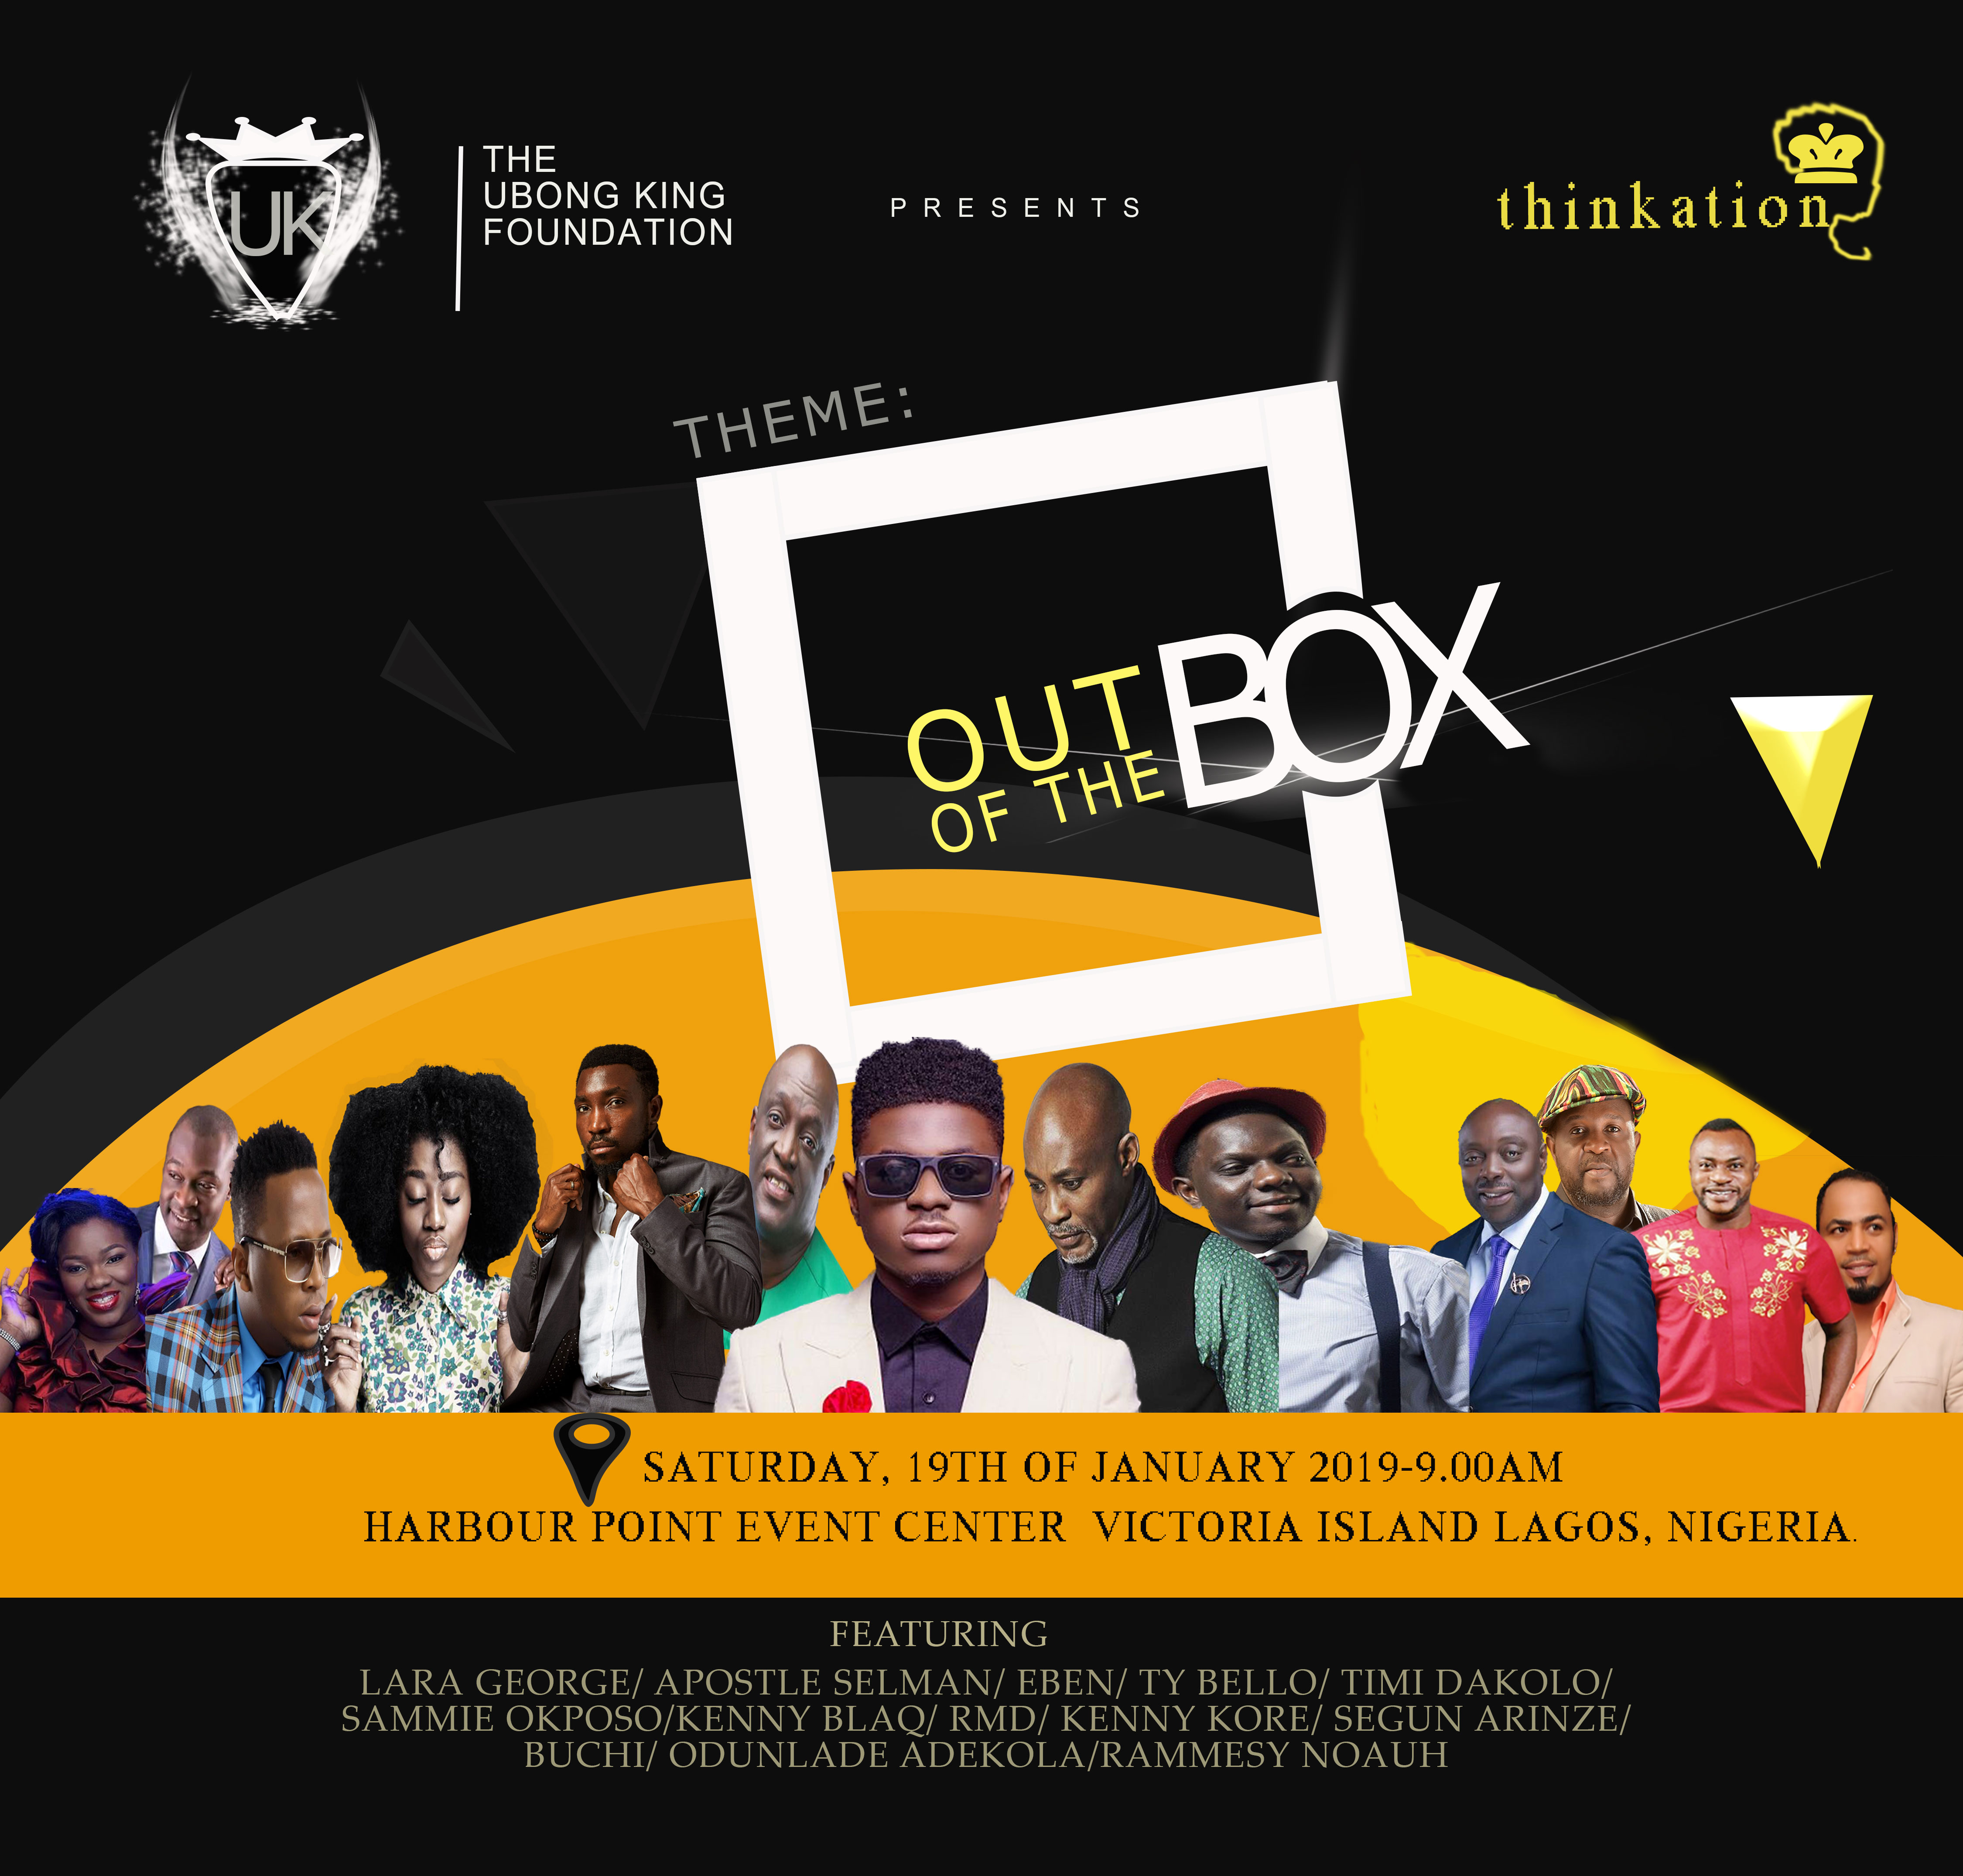 UK
THE
UBONG KING
FOUNDATION
PRESENTS
thinkation
THEME:
OUT
OF THE
BOX
SATURDAY, 19TH OF JANUARY 2019-9.00AM
HARBOUR POINT EVENT CENTER VICTORIA ISLAND LAGOS, NIGERIA.
FEATURING
LARA GEORGE/ APOSTLE SELMAN/ EBEN/ TY BELLO/ TIMI DAKOLO/
SAMMIE OKPOSO/KENNY BLAQ/ RMD/ KENNY KORE/ SEGUN ARINZE/
BUCHI/ ODUNLADE ADEKOLA/RAMMESY NOAUH